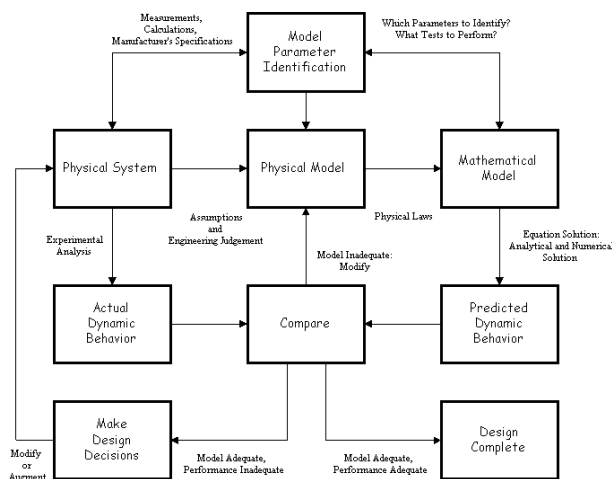 Measurements,
Calculations,
Manufacturer's Specifications
Model
Parameter
Identification
Which Parameters to Identify?
What Tests to Perform?
Physical System
Physical Model
Mathematical
Model
Assumptions
and
Engineering Judgement
Physical Laws
Experimental
Analysis
Model Inadequate:
Modify
Equation Solution:
Analytical and Numerical
Solution
Actual
Dynamic
Behavior
Compare
Predicted
Dynamic
Behavior
Make
Design
Decisions
Design
Complete
Modify
or
Augment
Model Adequate,
Performance Inadequate
Model Adequate,
Performance Adequate